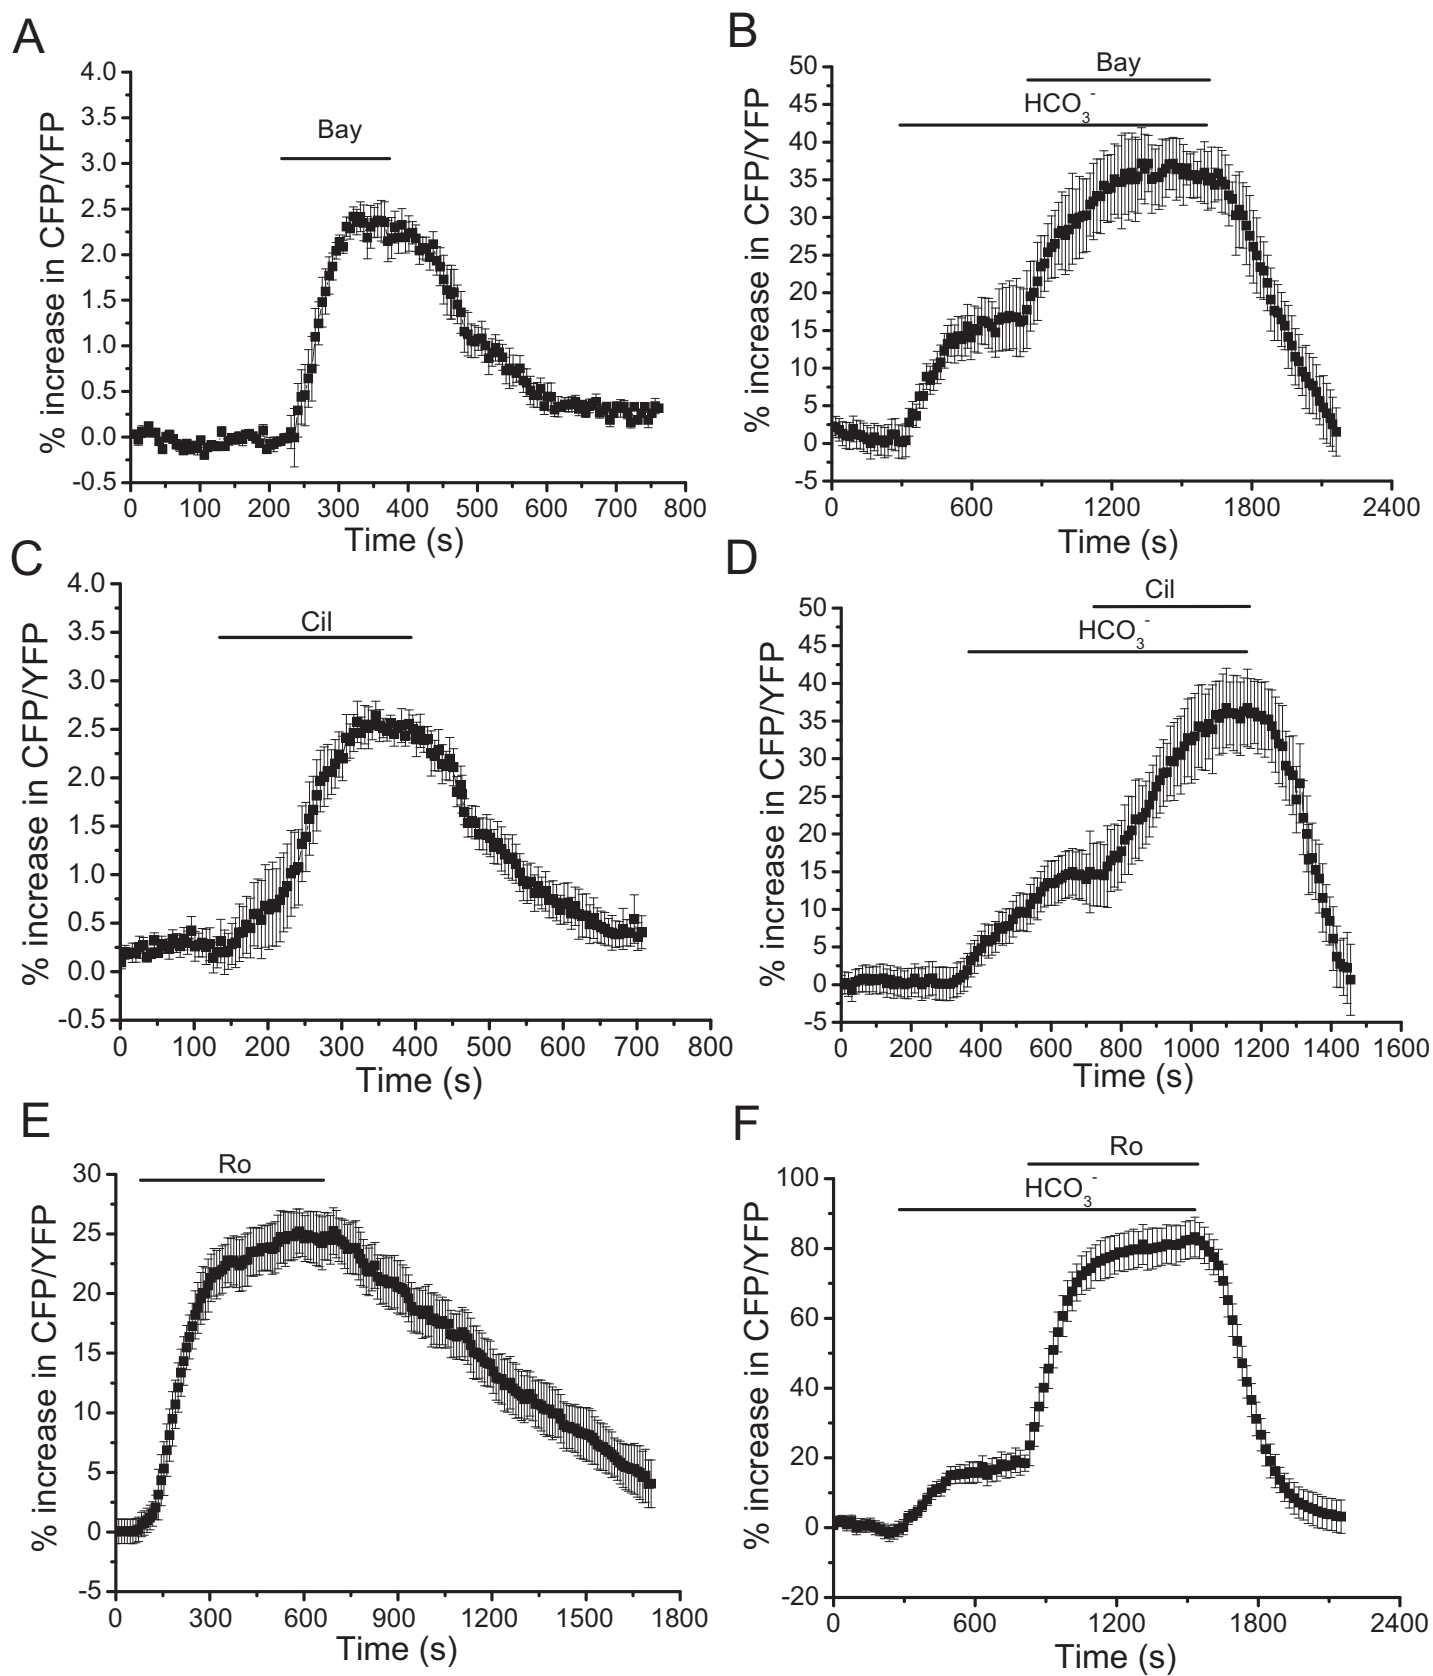 A
Bay
% increase in CFP/YFP
4.0
3.5
3.0
2.5
2.0
1.5
1.0
0.5
0.0
-0.5
0 100 200 300 400 500 600 700 800
Time (s)
B
Bay
HCO3-
% increase in CFP/YFP
50
45
40
35
30
25
20
15
10
5
0
-5
0 600 1200 1800 2400
Time (s)
C
Cil
% increase in CFP/YFP
4.0
3.5
3.0
2.5
2.0
1.5
1.0
0.5
0.0
-0.5
0 100 200 300 400 500 600 700 800
Time (s)
D
Cil
HCO3-
% increase in CFP/YFP
50
45
40
35
30
25
20
15
10
5
0
-5
0 200 400 600 800 1000 1200 1400 1600
Time (s)
E
Ro
% increase in CFP/YFP
30
25
20
15
10
5
0
-5
0 300 600 900 1200 1500 1800
Time (s)
F
Ro
HCO3-
% increase in CFP/YFP
100
80
60
40
20
0
-20
0 600 1200 1800 2400
Time (s)